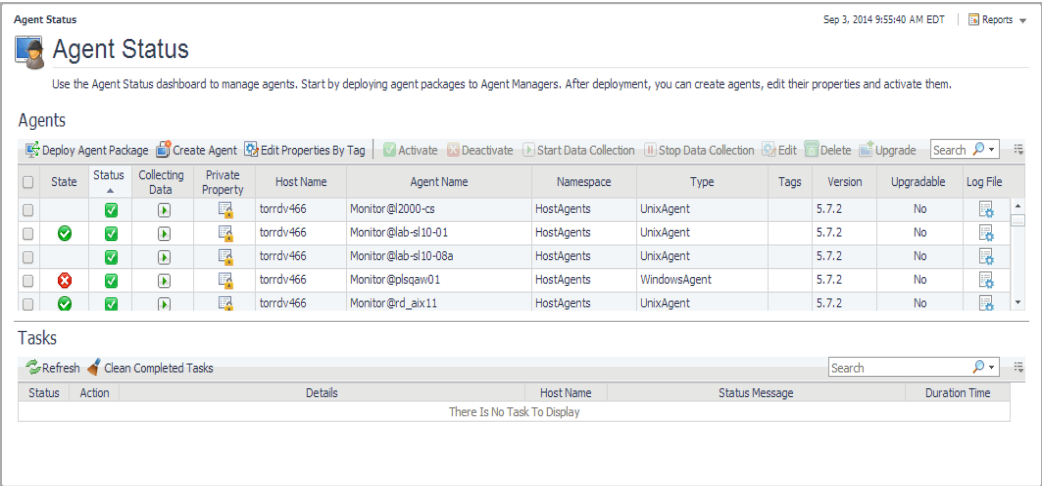 Agent Status
Sep 3, 2014 9:55:40 AM EDT | Reports
Agent Status
Use the Agent Status dashboard to manage agents. Start by deploying agent packages to Agent Managers. After deployment, you can create agents, edit their properties and activate them.
Agents
Deploy Agent Package Create Agent Edit Properties By Tag Activate Deactivate Start Data Collection Stop Data Collection Edit Delete Upgrade Search
State Status Collecting Data Private Property Host Name Agent Name Namespace Type Tags Version Upgradable Log File
torrdv466 Monitor@l2000-cs HostAgents UnixAgent 5.7.2 No
torrdv466 Monitor@lab-sl10-01 HostAgents UnixAgent 5.7.2 No
torrdv466 Monitor@lab-sl10-08a HostAgents UnixAgent 5.7.2 No
torrdv466 Monitor@plsqaw01 HostAgents WindowsAgent 5.7.2 No
torrdv466 Monitor@rd_aix11 HostAgents UnixAgent 5.7.2 No
Tasks
Refresh Clean Completed Tasks Search
Status Action Details Host Name Status Message Duration Time
There Is No Task To Display